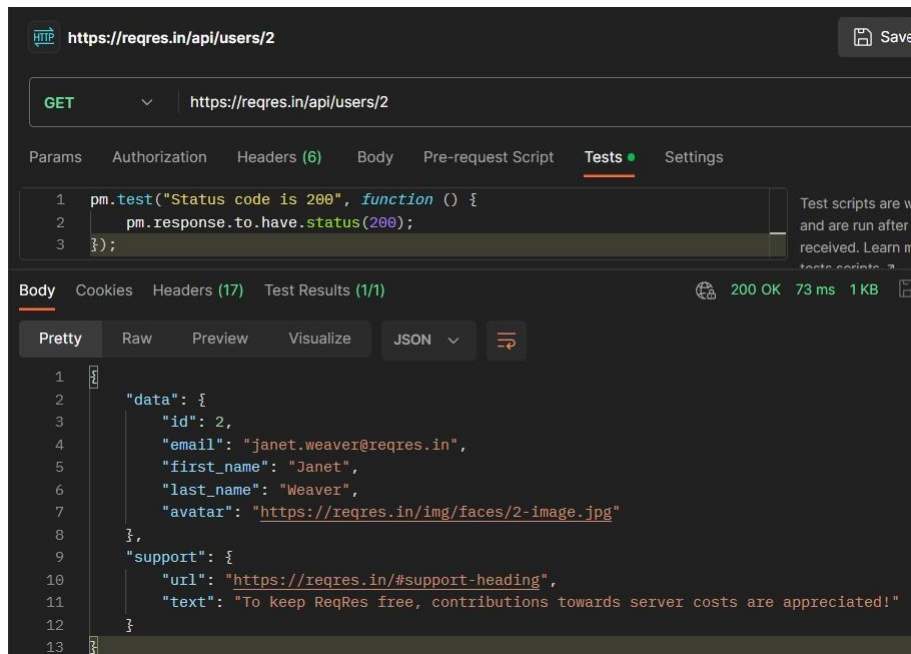 HTTP https://reqres.in/api/users/2
Save
GET https://reqres.in/api/users/2
Params Authorization Headers (6) Body Pre-request Script Tests Settings
1 pm.test("Status code is 200", function () {
2 pm.response.to.have.status(200);
3 });
Test scripts are w
and are run after
received. Learn m
tests scripts
Body Cookies Headers (17) Test Results (1/1) 200 OK 73 ms 1 KB
Pretty Raw Preview Visualize JSON
1 {
2 "data": {
3 "id": 2,
4 "email": "janet.weaver@reqres.in",
5 "first_name": "Janet",
6 "last_name": "Weaver",
7 "avatar": "https://reqres.in/img/faces/2-image.jpg"
8 },
9 "support": {
10 "url": "https://reqres.in/#support-heading",
11 "text": "To keep ReqRes free, contributions towards server costs are appreciated!"
12 }
13 }